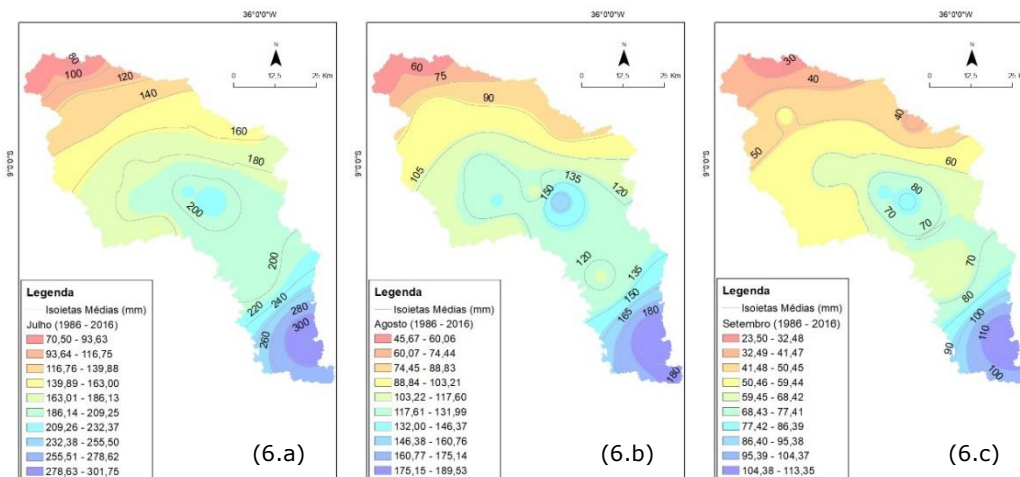 36°0'0"W
9°0'0"S
N
0 12,5 25 Km
80
100
120
140
160
180
200
200
220
240
260
280
300
Legenda
Isoietas Médias (mm)
Julho (1986 - 2016)
70,50 - 93,63
93,64 - 116,75
116,76 - 139,88
139,89 - 163,00
163,01 - 186,13
186,14 - 209,25
209,26 - 232,37
232,38 - 255,50
255,51 - 278,62
278,63 - 301,75
(6.a)
36°0'0"W
9°0'0"S
N
0 12,5 25 Km
60
75
90
105
135
150
120
120
135
150
165
180
180
Legenda
Isoietas Médias (mm)
Agosto (1986 - 2016)
45,67 - 60,06
60,07 - 74,44
74,45 - 88,83
88,84 - 103,21
103,22 - 117,60
117,61 - 131,99
132,00 - 146,37
146,38 - 160,76
160,77 - 175,14
175,15 - 189,53
(6.b)
36°0'0"W
9°0'0"S
N
0 12,5 25 Km
30
40
40
50
60
80
70
70
70
80
100
90
110
100
Legenda
Isoietas Médias (mm)
Setembro (1986 - 2016)
23,50 - 32,48
32,49 - 41,47
41,48 - 50,45
50,46 - 59,44
59,45 - 68,42
68,43 - 77,41
77,42 - 86,39
86,40 - 95,38
95,39 - 104,37
104,38 - 113,35
(6.c)